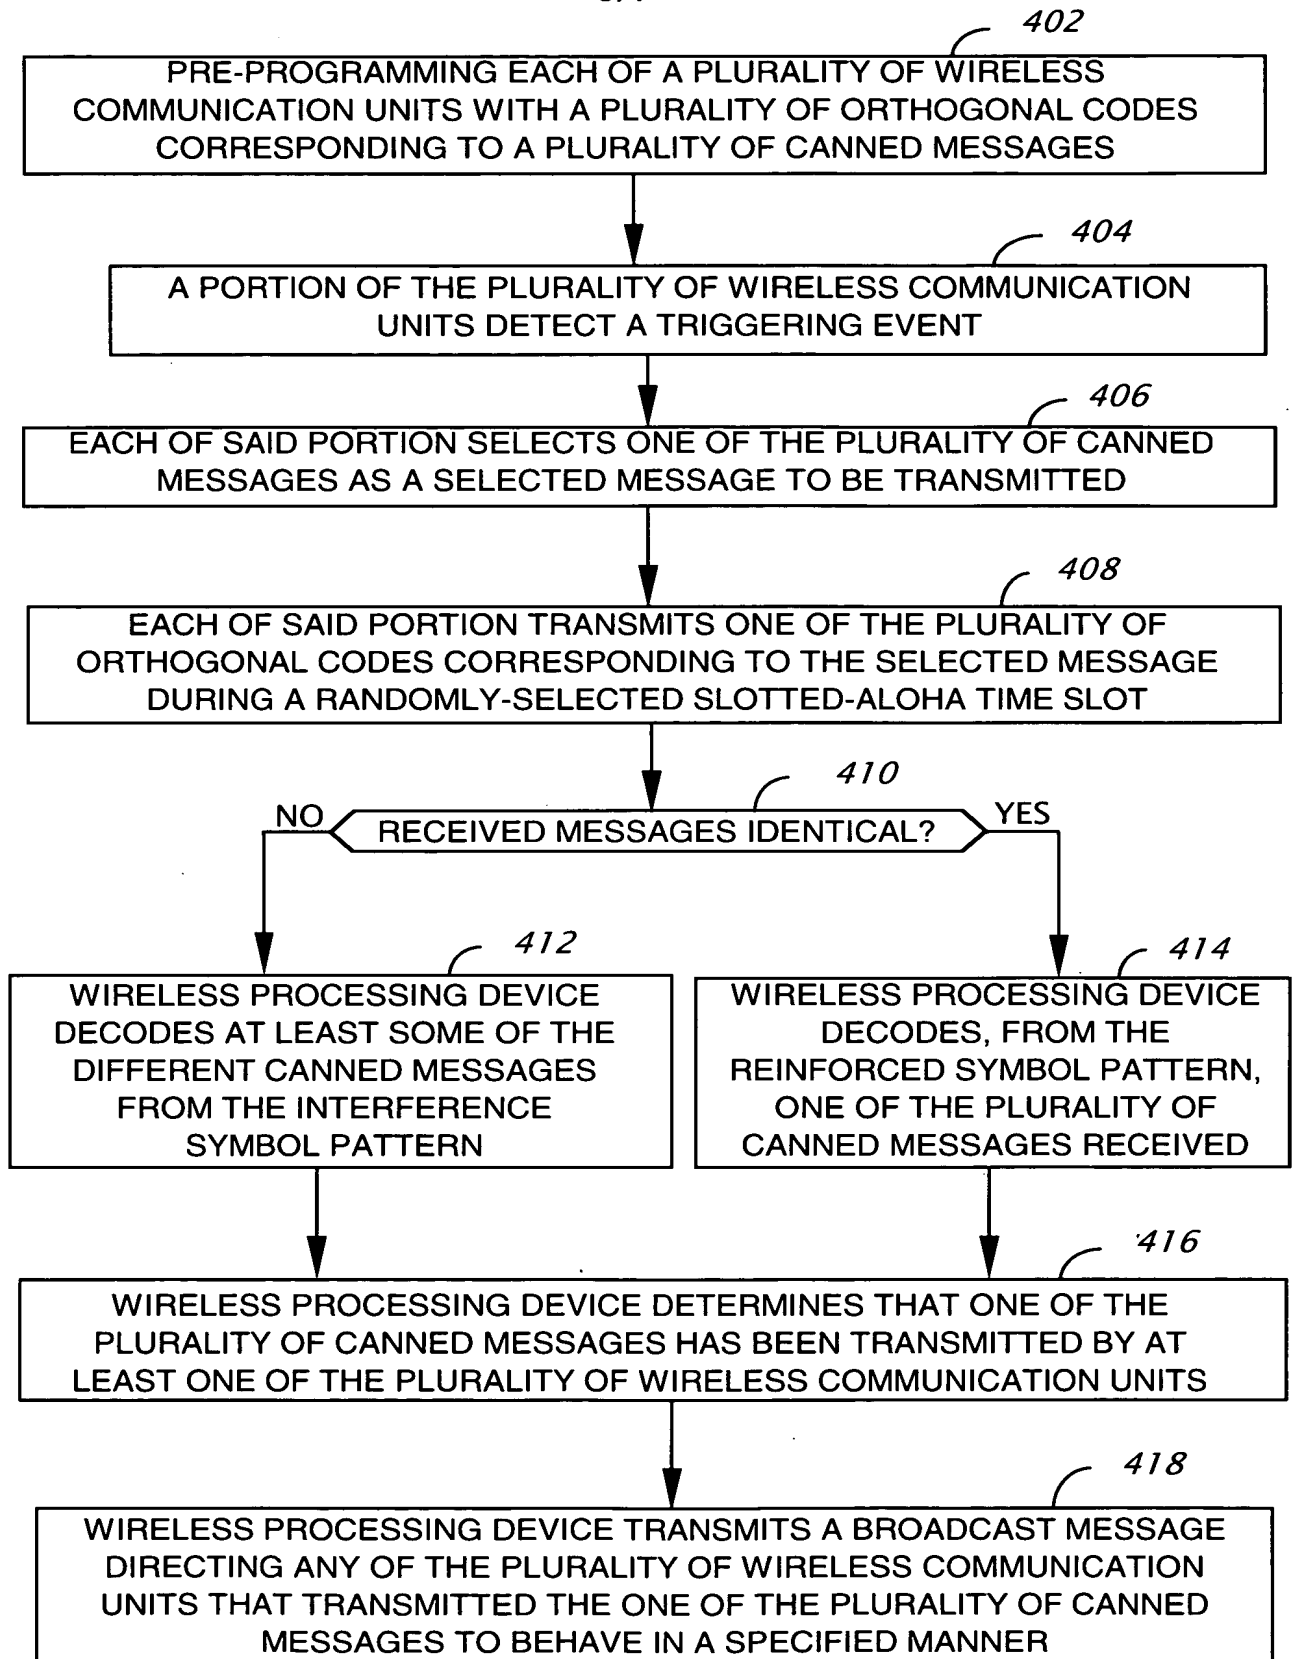 402
PRE-PROGRAMMING EACH OF A PLURALITY OF WIRELESS
COMMUNICATION UNITS WITH A PLURALITY OF ORTHOGONAL CODES
CORRESPONDING TO A PLURALITY OF CANNED MESSAGES
404
A PORTION OF THE PLURALITY OF WIRELESS COMMUNICATION
UNITS DETECT A TRIGGERING EVENT
406
EACH OF SAID PORTION SELECTS ONE OF THE PLURALITY OF CANNED
MESSAGES AS A SELECTED MESSAGE TO BE TRANSMITTED
408
EACH OF SAID PORTION TRANSMITS ONE OF THE PLURALITY OF
ORTHOGONAL CODES CORRESPONDING TO THE SELECTED MESSAGE
DURING A RANDOMLY-SELECTED SLOTTED-ALOHA TIME SLOT
410
NO
RECEIVED MESSAGES IDENTICAL?
YES
412
WIRELESS PROCESSING DEVICE
DECODES AT LEAST SOME OF THE
DIFFERENT CANNED MESSAGES
FROM THE INTERFERENCE
SYMBOL PATTERN
414
WIRELESS PROCESSING DEVICE
DECODES, FROM THE
REINFORCED SYMBOL PATTERN,
ONE OF THE PLURALITY OF
CANNED MESSAGES RECEIVED
416
WIRELESS PROCESSING DEVICE DETERMINES THAT ONE OF THE
PLURALITY OF CANNED MESSAGES HAS BEEN TRANSMITTED BY AT
LEAST ONE OF THE PLURALITY OF WIRELESS COMMUNICATION UNITS
418
WIRELESS PROCESSING DEVICE TRANSMITS A BROADCAST MESSAGE
DIRECTING ANY OF THE PLURALITY OF WIRELESS COMMUNICATION
UNITS THAT TRANSMITTED THE ONE OF THE PLURALITY OF CANNED
MESSAGES TO BEHAVE IN A SPECIFIED MANNER